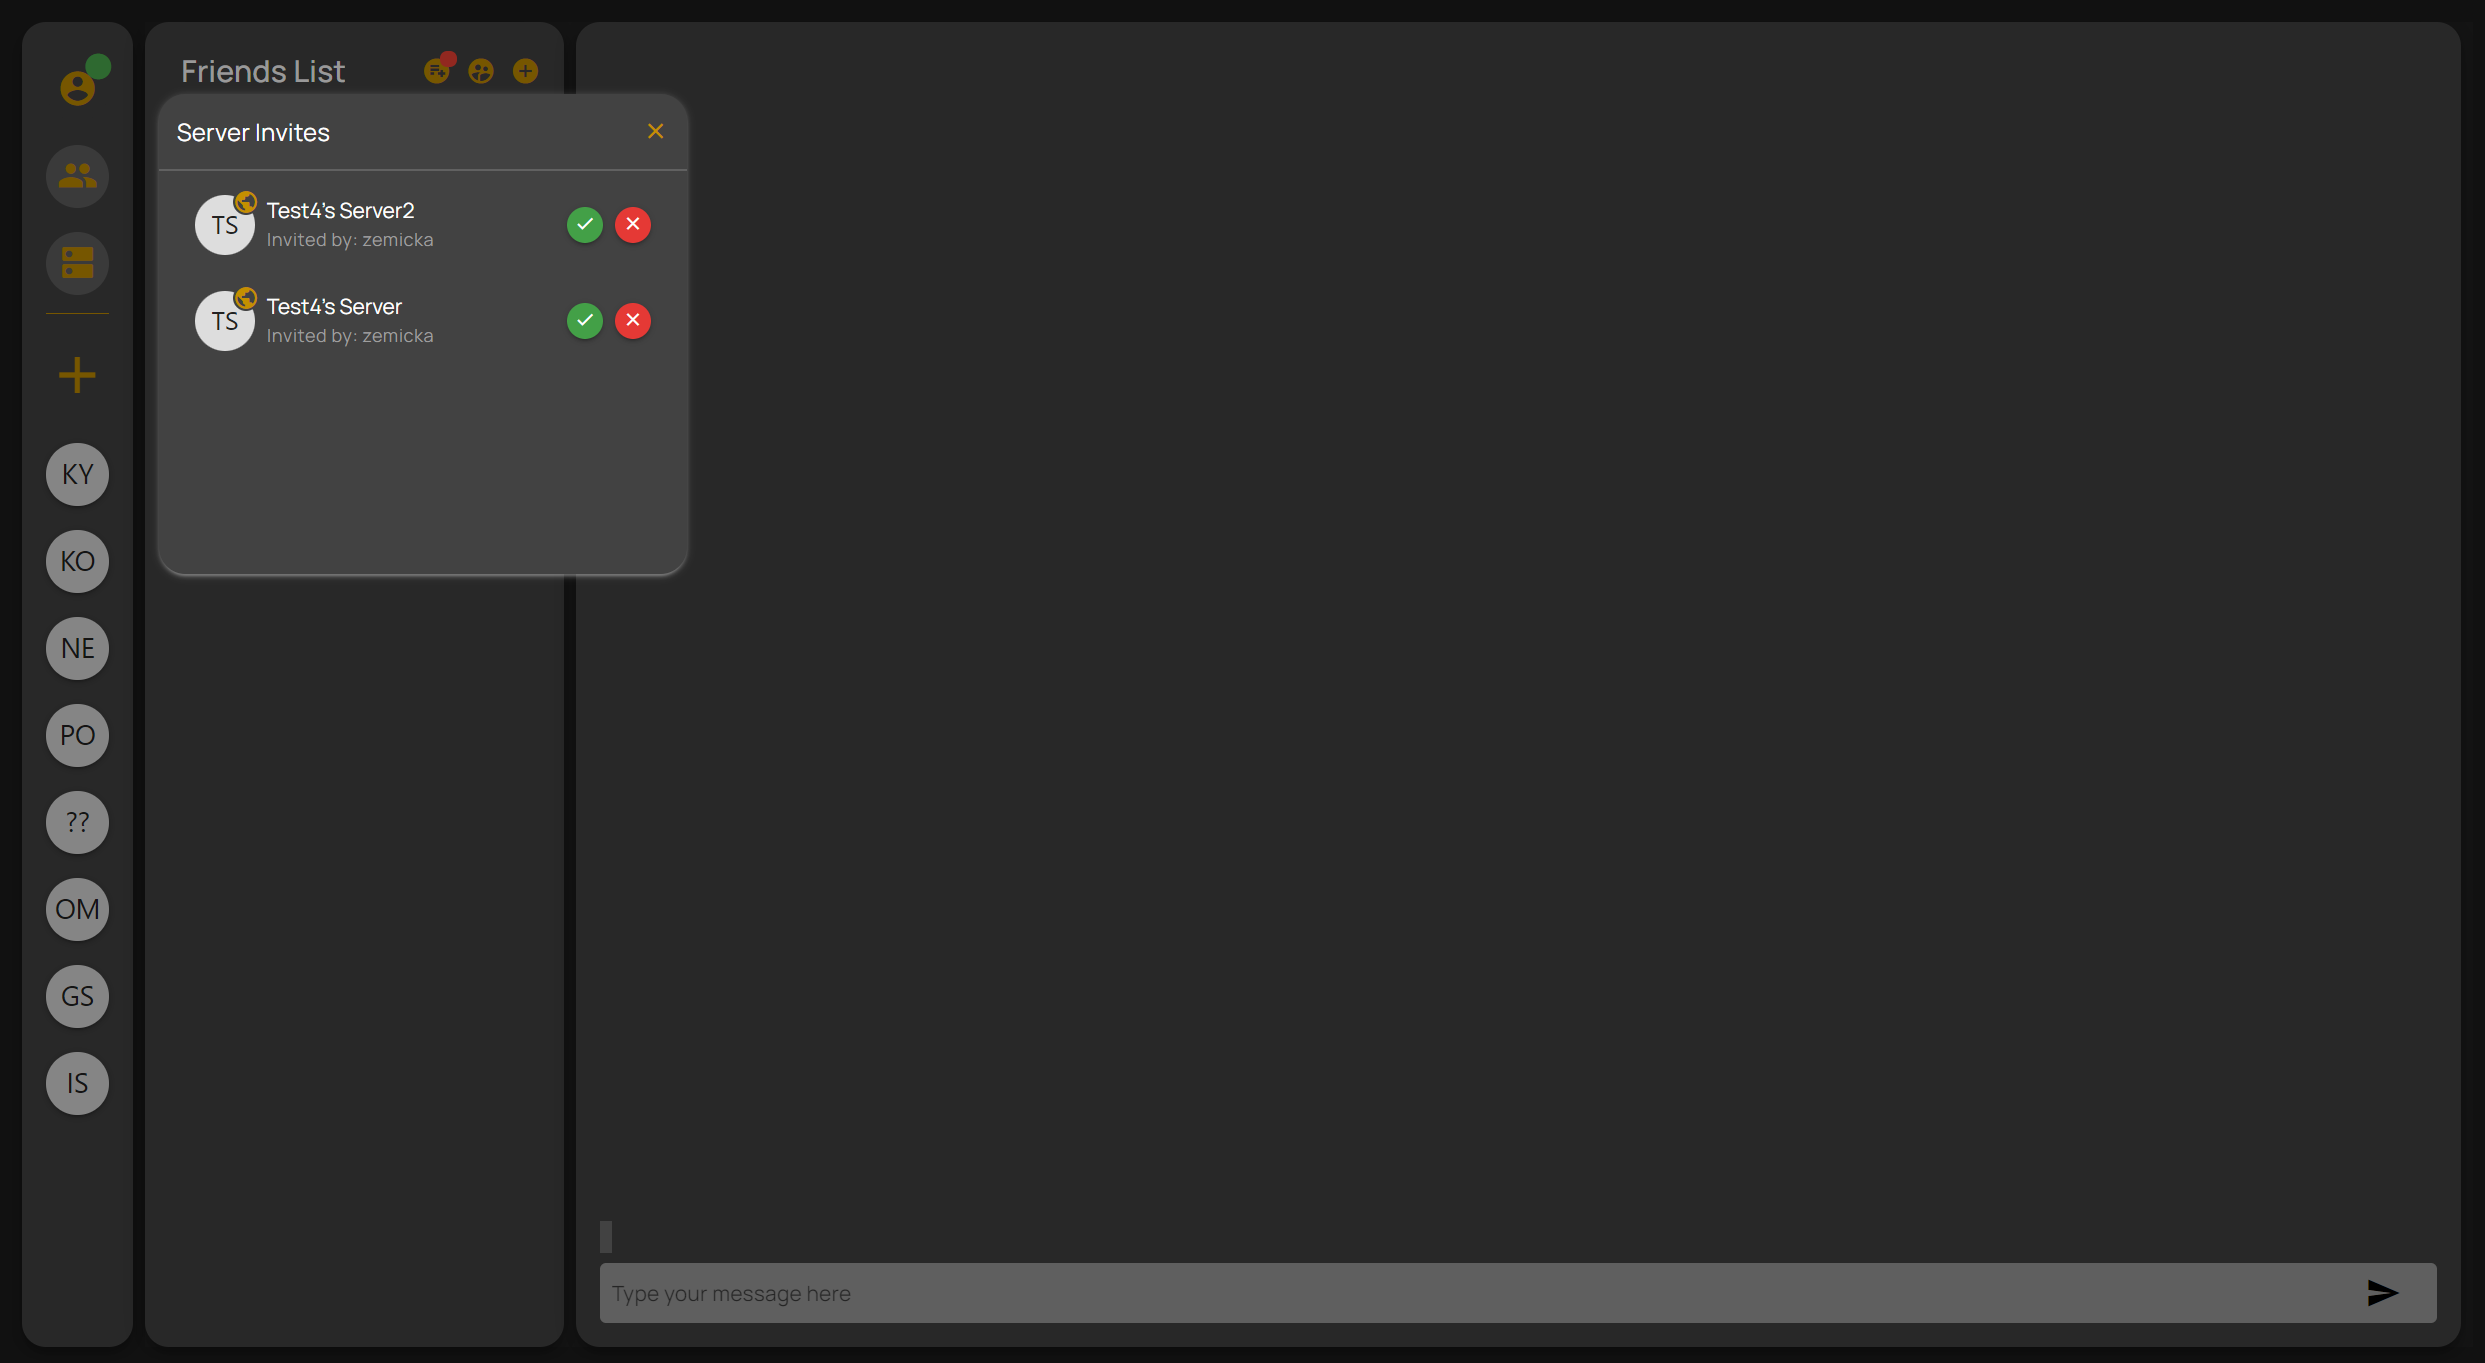 Friends List
Server Invites
TS
Test4's Server2
Invited by: zemicka
TS
Test4's Server
Invited by: zemicka
KY
KO
NE
PO
??
OM
GS
IS
Type your message here